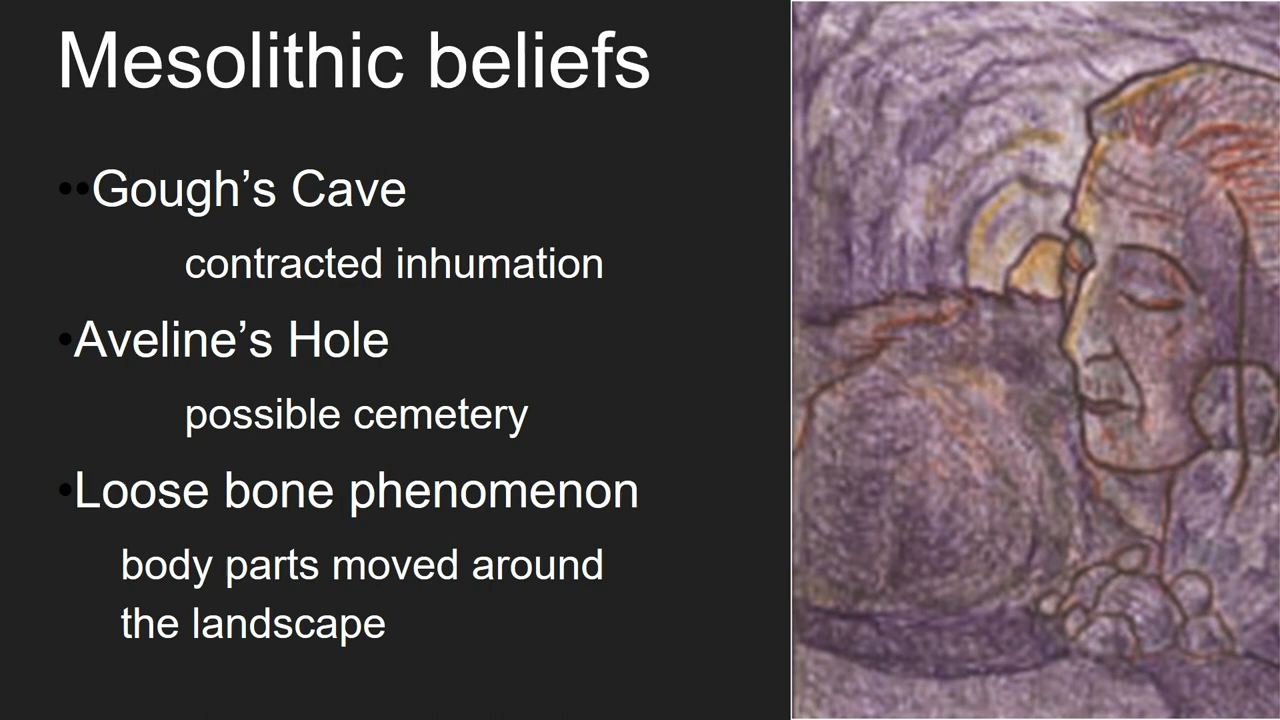 Mesolithic beliefs
••Gough’s Cave
contracted inhumation
•Aveline’s Hole
possible cemetery
•Loose bone phenomenon
body parts moved around
the landscape